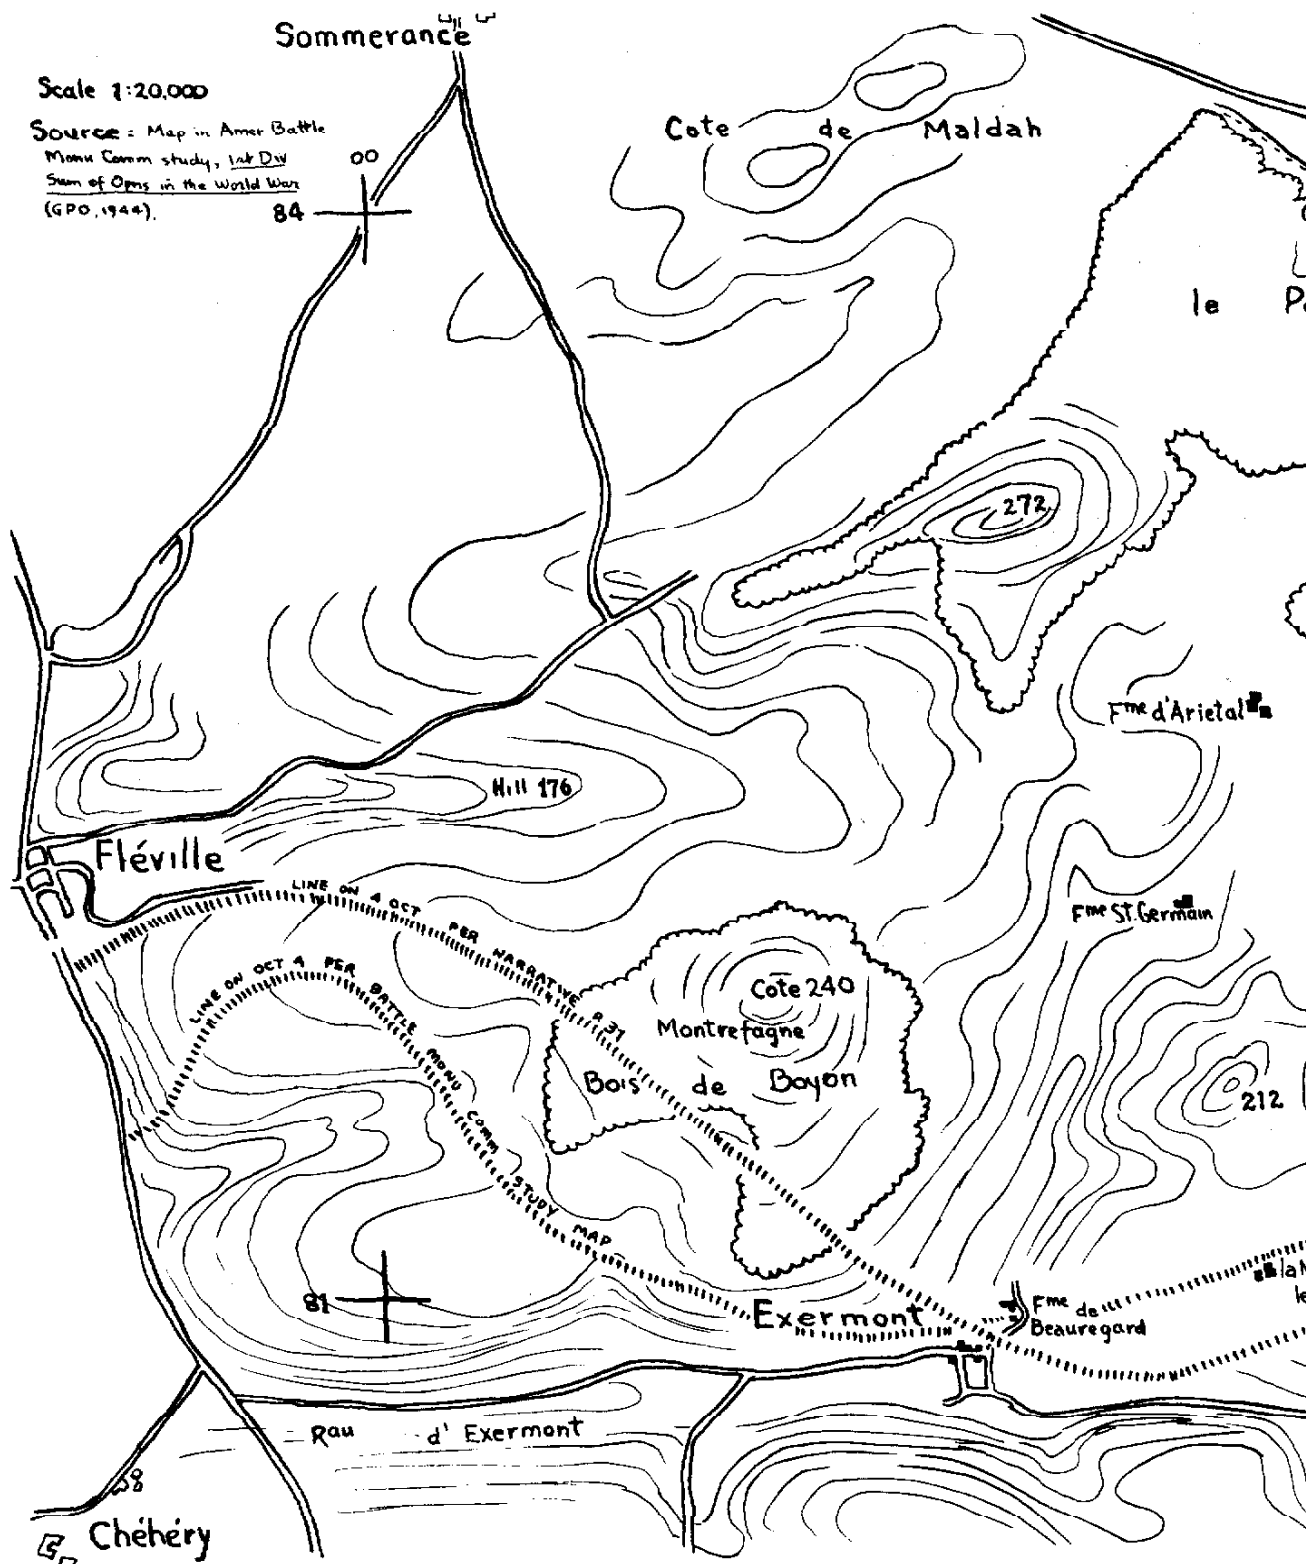 Sommerance
Scale 1:20,000
Source: Map in Amer Battle
Monu Comm study, 1st Div
Sum of Opns in the World War
(GPO, 1944).
00
84
Cote de Maldah
le
272
Fme d'Arietal
Hill 176
Fléville
LINE ON 4 OCT PER NARRATIVE P. 31
Fme St. Germain
LINE ON OCT 4 PER BATTLE MONU COMM STUDY MAP
Cote 240
Montrefagne
Bois de Boyon
212
81
Exermont
Fme de
Beauregard
Rau d' Exermont
Chéhéry